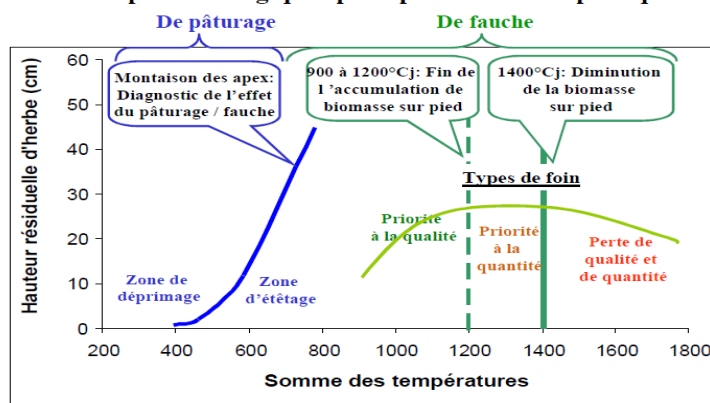 De pâturage
De fauche
Montaison des apex:
Diagnostic de l'effet
du pâturage / fauche
900 à 1200°Cj: Fin de
l 'accumulation de
biomasse sur pied
1400°Cj: Diminution
de la biomasse
sur pied
Types de foin
Priorité
à la qualité
Priorité
à la
quantité
Perte de
qualité et
de quantité
Zone de
déprimage
Zone
d'étêtage
Hauteur résiduelle d'herbe (cm)
60
50
40
30
20
10
0
200
400
600
800
1000
1200
1400
1600
1800
Somme des températures